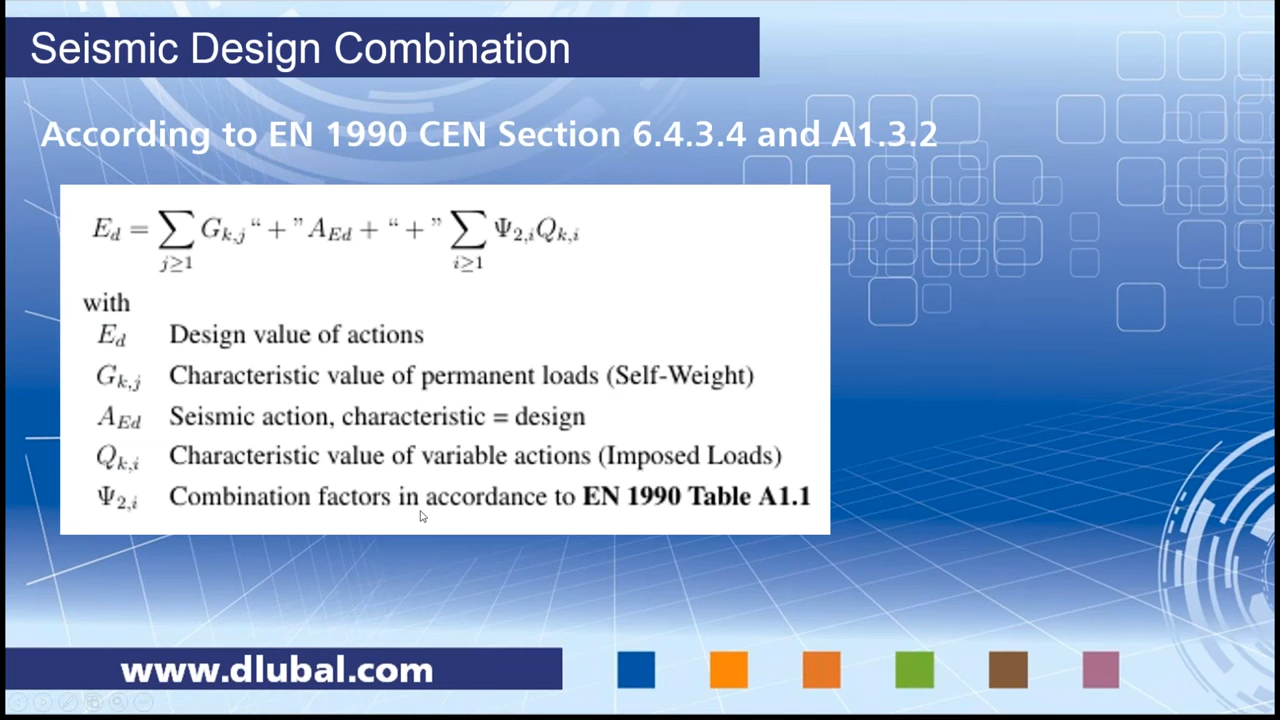 Seismic Design Combination
According to EN 1990 CEN Section 6.4.3.4 and A1.3.2
E_d = ∑_{j≥1} G_{k,j} “ + ” A_{Ed} + “ + ” ∑_{i≥1} Ψ_{2,i} Q_{k,i}
with
E_d Design value of actions
G_{k,j} Characteristic value of permanent loads (Self-Weight)
A_{Ed} Seismic action, characteristic = design
Q_{k,i} Characteristic value of variable actions (Imposed Loads)
Ψ_{2,i} Combination factors in accordance to EN 1990 Table A1.1
www.dlubal.com